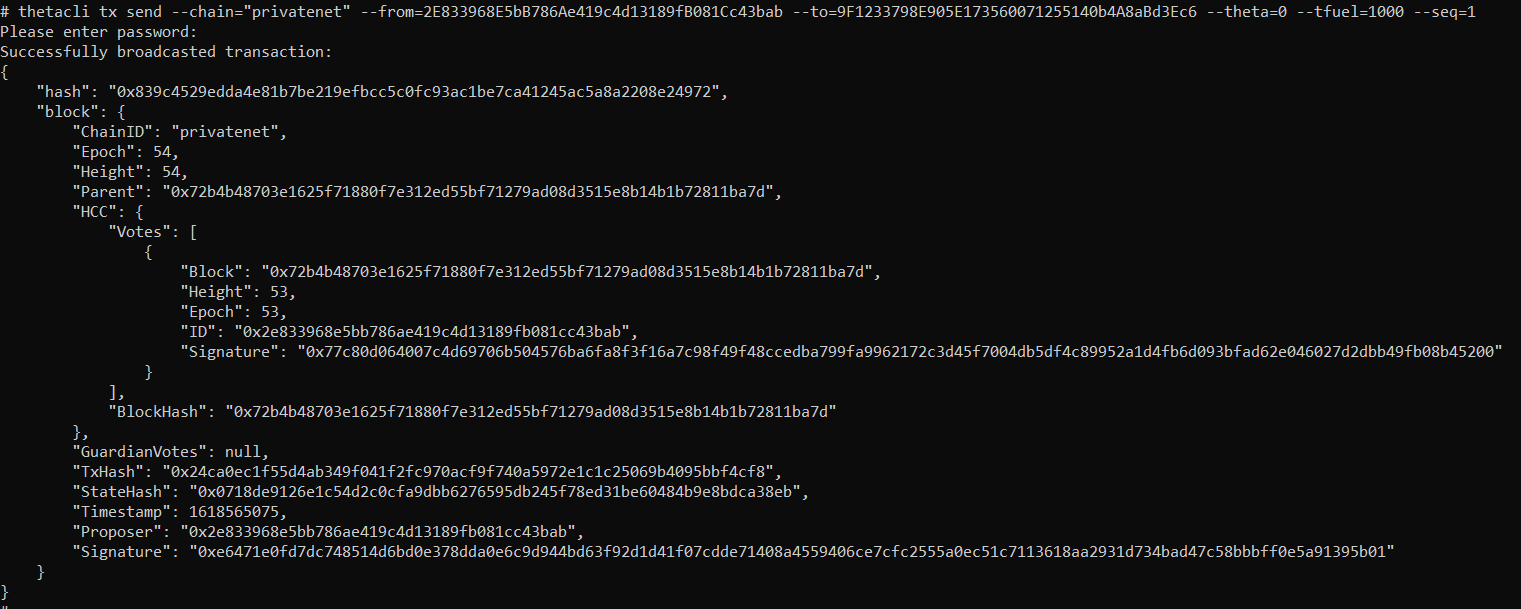 # thetacli tx send --chain="privatenet" --from=2E833968E5bB786Ae419c4d13189fB081Cc43bab --to=9F1233798E905E173560071255140b4A8aBd3Ec6 --theta=0 --tfuel=1000 --seq=1
Please enter password:
Successfully broadcasted transaction:
{
    "hash": "0x839c4529edda4e81b7be219efbcc5c0fc93ac1be7ca41245ac5a8a2208e24972",
    "block": {
        "ChainID": "privatenet",
        "Epoch": 54,
        "Height": 54,
        "Parent": "0x72b4b48703e1625f71880f7e312ed55bf71279ad08d3515e8b14b1b72811ba7d",
        "HCC": {
            "Votes": [
                {
                    "Block": "0x72b4b48703e1625f71880f7e312ed55bf71279ad08d3515e8b14b1b72811ba7d",
                    "Height": 53,
                    "Epoch": 53,
                    "ID": "0x2e833968e5bb786ae419c4d13189fb081cc43bab",
                    "Signature": "0x77c80d064007c4d69706b504576ba6fa8f3f16a7c98f49f48ccedba799fa9962172c3d45f7004db5df4c89952a1d4fb6d093bfad62e046027d2dbb49fb08b45200"
                }
            ],
            "BlockHash": "0x72b4b48703e1625f71880f7e312ed55bf71279ad08d3515e8b14b1b72811ba7d"
        },
        "GuardianVotes": null,
        "TxHash": "0x24ca0ec1f55d4ab349f041f2fc970acf9f740a5972e1c1c25069b4095bbf4cf8",
        "StateHash": "0x0718de9126e1c54d2c0cfa9dbb6276595db245f78ed31be60484b9e8bdca38eb",
        "Timestamp": 1618565075,
        "Proposer": "0x2e833968e5bb786ae419c4d13189fb081cc43bab",
        "Signature": "0xe6471e0fd7dc748514d6bd0e378dda0e6c9d944bd63f92d1d41f07cdde71408a4559406ce7cfc2555a0ec51c7113618aa2931d734bad47c58bbbff0e5a91395b01"
    }
}